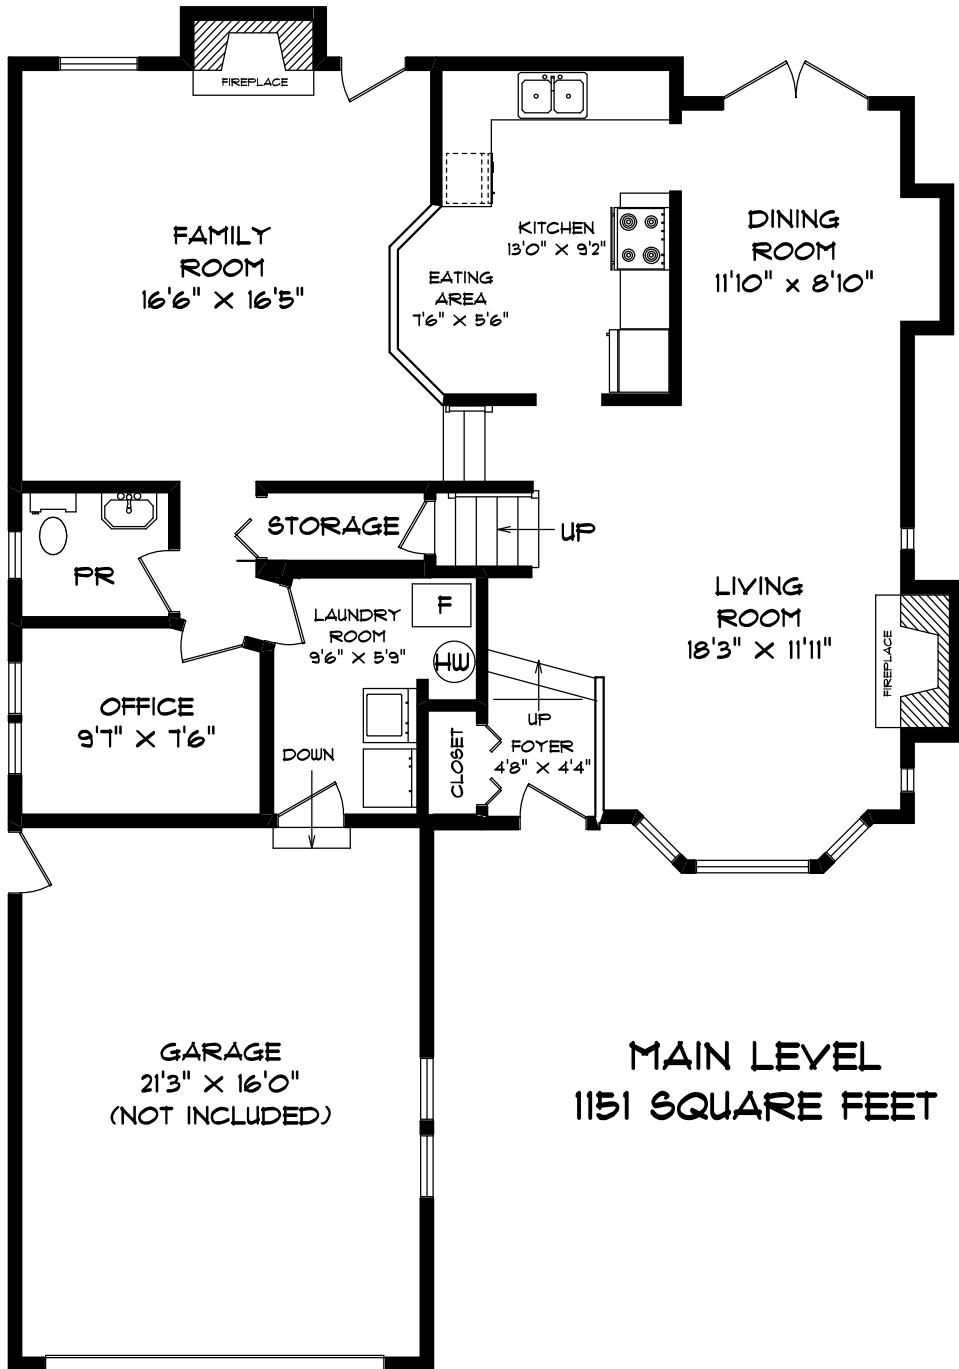 FIREPLACE
FAMILY
ROOM
16'6" X 16'5"
KITCHEN
13'0" X 9'2"
EATING
AREA
7'6" X 5'6"
DINING
ROOM
11'10" x 8'10"
STORAGE
UP
PR
LAUNDRY
ROOM
9'6" X 5'9"
F
HW
LIVING
ROOM
18'3" X 11'11"
FIREPLACE
OFFICE
9'7" X 7'6"
DOWN
CLOSET
UP
FOYER
4'8" X 4'4"
GARAGE
21'3" X 16'0"
(NOT INCLUDED)
MAIN LEVEL
1151 SQUARE FEET